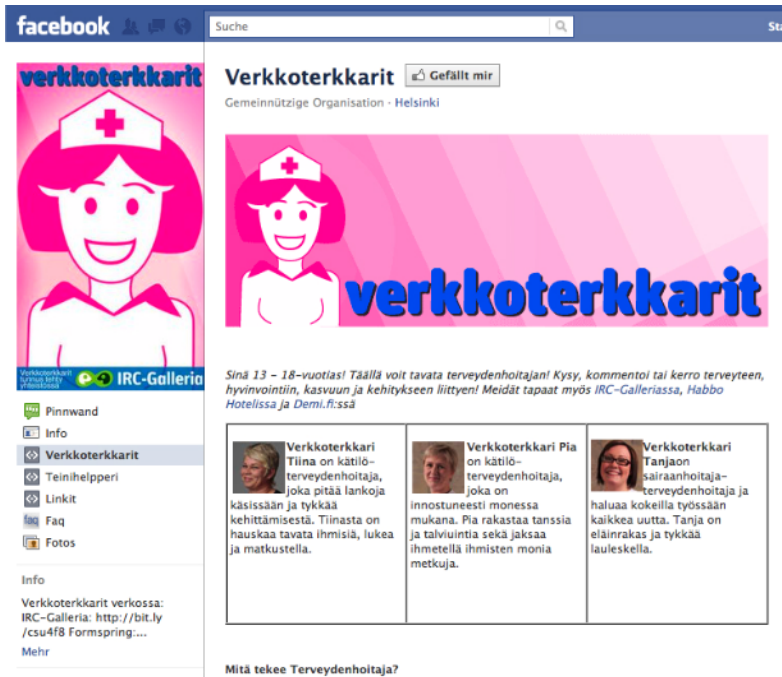 facebook
Suche
Sta
verkkoterkkarit
Verkkoterkkarit
tunnus tehty
yhteistyössä
IRC-Galleria
Pinnwand
Info
Verkkoterkkarit
Teinihelpperi
Linkit
faq Faq
Fotos
Info
Verkkoterkkarit verkossa:
IRC-Galleria: http://bit.ly
/csu4f8 Formspring:...
Mehr
Verkkoterkkarit Gefällt mir
Gemeinnützige Organisation · Helsinki
verkkoterkkarit
Sinä 13 - 18-vuotias! Täällä voit tavata terveydenhoitajan! Kysy, kommentoi tai kerro terveyteen,
hyvinvointiin, kasvuun ja kehitykseen liittyen! Meidät tapaat myös IRC-Galleriassa, Habbo
Hotelissa ja Demi.fi:ssä
Verkkoterkkari
Tiina on kätilö-
terveydenhoitaja,
joka pitää lankoja
käsissään ja tykkää
kehittämisestä. Tiinasta on
hauskaa tavata ihmisiä, lukea
ja matkustella.
Verkkoterkkari Pia
on kätilö-
terveydenhoitaja,
joka on
innostuneesti monessa
mukana. Pia rakastaa tanssia
ja talviuintia sekä jaksaa
ihmetellä ihmisten monia
metkuja.
Verkkoterkkari
Tanjaon
sairaanhoitaja-
terveydenhoitaja ja
haluaa kokeilla työssään
kaikkea uutta. Tanja on
eläinrakas ja tykkää
lauleskella.
Mitä tekee Terveydenhoitaja?